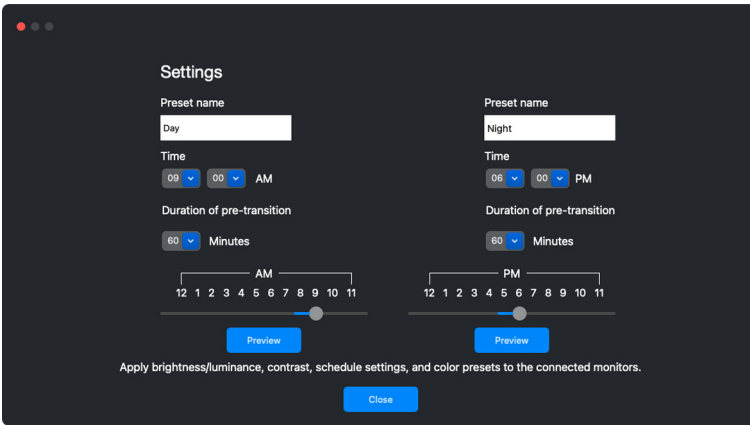 Settings
Preset name Preset name
Day Night
Time Time
09 00 AM 06 00 PM
Duration of pre-transition Duration of pre-transition
60 Minutes 60 Minutes
AM PM
12 1 2 3 4 5 6 7 8 9 10 11 12 1 2 3 4 5 6 7 8 9 10 11
Preview Preview
Apply brightness/luminance, contrast, schedule settings, and color presets to the connected monitors.
Close